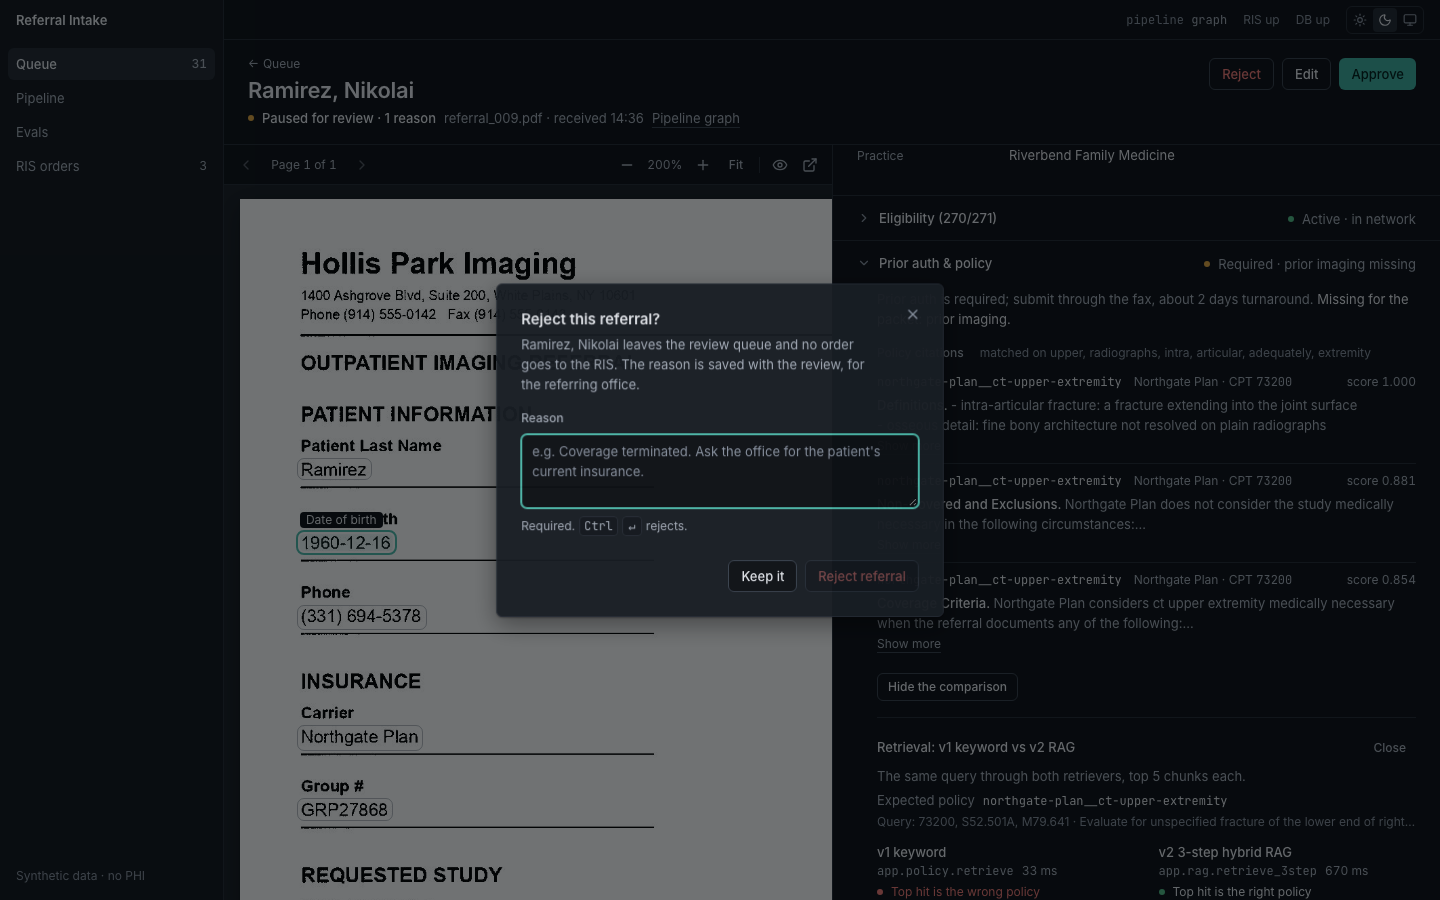 Referral Intake
pipeline graph RIS up DB up
Queue 31
Pipeline
Evals
RIS orders 3
← Queue
Ramirez, Nikolai
Paused for review · 1 reason referral_009.pdf · received 14:36 Pipeline graph
Reject Edit Approve
Page 1 of 1 200% Fit
Hollis Park Imaging
1400 Ashgrove Blvd, Suite 200, White Plains, NY 10601
Phone (914) 555-0142 Fax (914)
OUTPATIENT IMAGING
PATIENT INFORMATION
Patient Last Name
Ramirez
Date of birth th
1960-12-16
Phone
(331) 694-5378
INSURANCE
Carrier
Northgate Plan
Group #
GRP27868
REQUESTED STUDY
Reject this referral?
Ramirez, Nikolai leaves the review queue and no order
goes to the RIS. The reason is saved with the review, for
the referring office.
Reason
e.g. Coverage terminated. Ask the office for the patient's
current insurance.
Required. Ctrl ↵ rejects.
Keep it Reject referral
Practice Riverbend Family Medicine
Eligibility (270/271) Active · in network
Prior auth & policy Required · prior imaging missing
s required; submit through the fax, about 2 days turnaround. Missing for the
or imaging.
matched on upper, radiographs, intra, articular, adequately, extremity
-plan__ct-upper-extremity Northgate Plan · CPT 73200 score 1.000
- intra-articular fracture: a fracture extending into the joint surface
detail: fine bony architecture not resolved on plain radiographs
-plan__ct-upper-extremity Northgate Plan · CPT 73200 score 0.881
red and Exclusions. Northgate Plan does not consider the study medically
in the following circumstances:...
-plan__ct-upper-extremity Northgate Plan · CPT 73200 score 0.854
Coverage Criteria. Northgate Plan considers ct upper extremity medically necessary
when the referral documents any of the following:...
Show more
Hide the comparison
Retrieval: v1 keyword vs v2 RAG Close
The same query through both retrievers, top 5 chunks each.
Expected policy northgate-plan__ct-upper-extremity
Query: 73200, S52.501A, M79.641 · Evaluate for unspecified fracture of the lower end of right...
v1 keyword v2 3-step hybrid RAG
app.policy.retrieve 33 ms app.rag.retrieve_3step 670 ms
Top hit is the wrong policy Top hit is the right policy
Synthetic data · no PHI